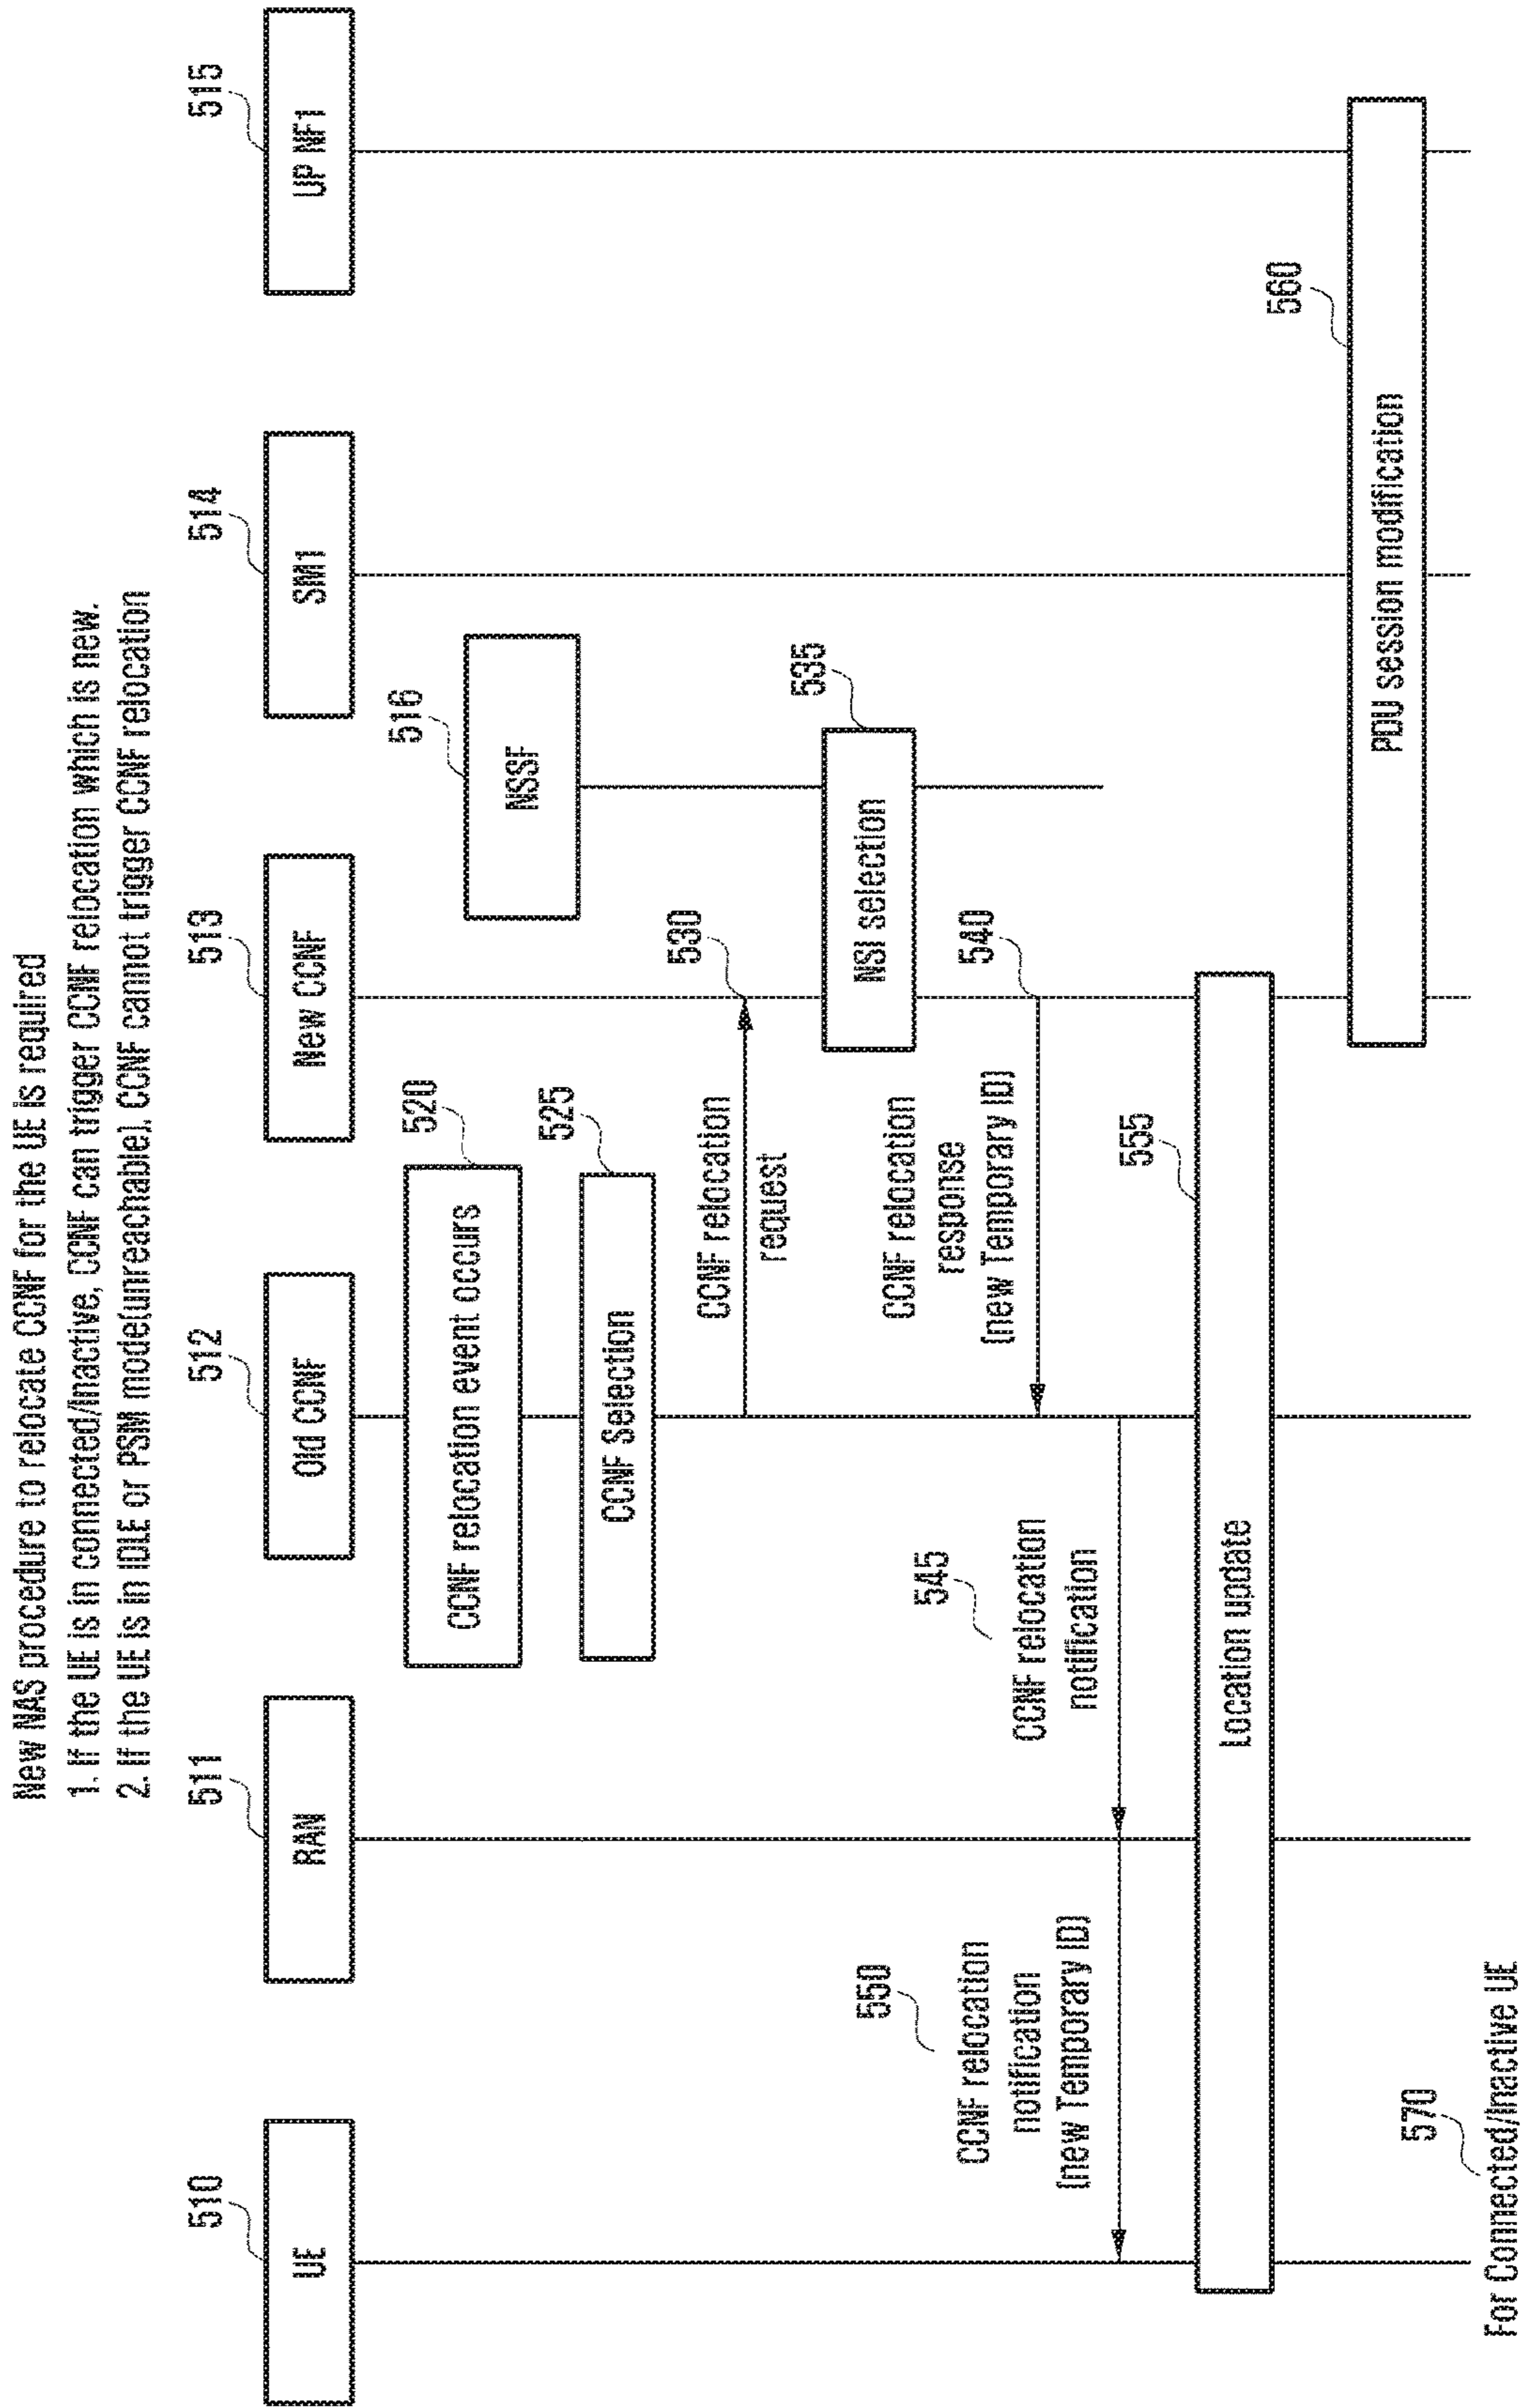 New NAS procedure to relocate CCNF for the UE is required
1. If the UE is in connected/Inactive, CCNF can trigger CCNF relocation which is new.
2. If the UE is in IDLE or PSM mode(unreachable), CCNF cannot trigger CCNF relocation
510
511
512
513
514
515
UE
RAN
Old CCNF
New CCNF
SM1
UP NF1
516
NSSF
520
CCNF relocation event occurs
525
CCNF Selection
CCNF relocation
request
530
535
NSI selection
CCNF relocation
response
(new Temporary ID)
540
545
CCNF relocation
notification
550
CCNF relocation
notification
(new Temporary ID)
555
Location update
560
PDU session modification
570
For Connected/Inactive UE